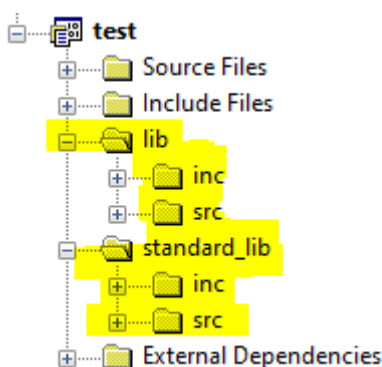 test
Source Files
Include Files
lib
inc
src
standard_lib
inc
src
External Dependencies